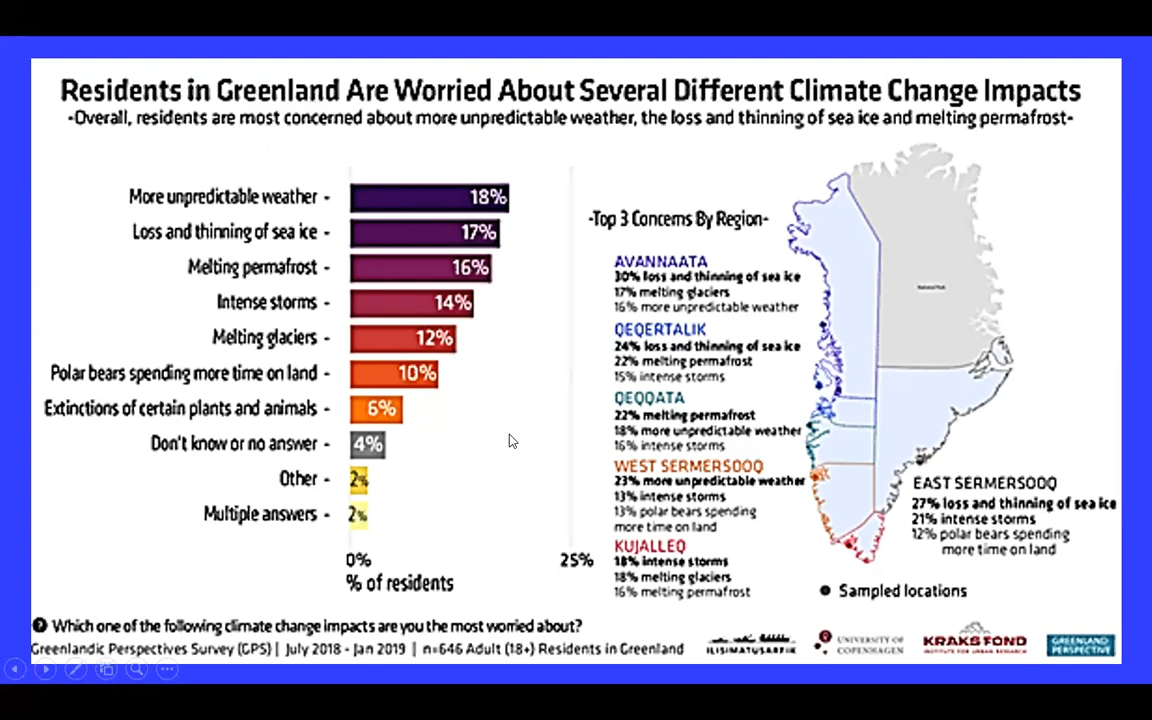 Residents in Greenland Are Worried About Several Different Climate Change Impacts
-Overall, residents are most concerned about more unpredictable weather, the loss and thinning of sea ice and melting permafrost-
More unpredictable weather - 18%
Loss and thinning of sea ice - 17%
Melting permafrost - 16%
Intense storms - 14%
Melting glaciers - 12%
Polar bears spending more time on land - 10%
Extinctions of certain plants and animals - 6%
Don't know or no answer - 4%
Other - 2%
Multiple answers - 2%
0%
25%
% of residents
-Top 3 Concerns By Region-
AVANNAATA
30% loss and thinning of sea ice
17% melting glaciers
16% more unpredictable weather
QEQERTALIK
24% loss and thinning of sea ice
22% melting permafrost
15% intense storms
QEQQATA
22% melting permafrost
18% more unpredictable weather
16% intense storms
WEST SERMERSOOQ
23% more unpredictable weather
13% intense storms
13% polar bears spending
more time on land
KUJALLEQ
18% intense storms
18% melting glaciers
16% melting permafrost
National Park
EAST SERMERSOOQ
27% loss and thinning of sea ice
21% intense storms
12% polar bears spending
more time on land
Sampled locations
? Which one of the following climate change impacts are you the most worried about?
Greenlandic Perspectives Survey (GPS) | July 2018 - Jan 2019 | n=646 Adult (18+) Residents in Greenland
ILISIMATUSARFIK
UNIVERSITY OF
COPENHAGEN
KRAKS FOND
INSTITUTE FOR URBAN RESEARCH
GREENLAND
PERSPECTIVE